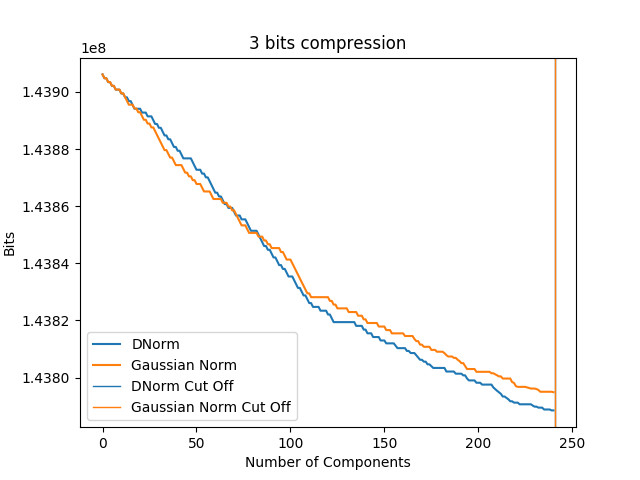 3 bits compression
1e8
1.4390
1.4388
1.4386
1.4384
1.4382
1.4380
Bits
DNorm
Gaussian Norm
DNorm Cut Off
Gaussian Norm Cut Off
0
50
100
150
200
250
Number of Components